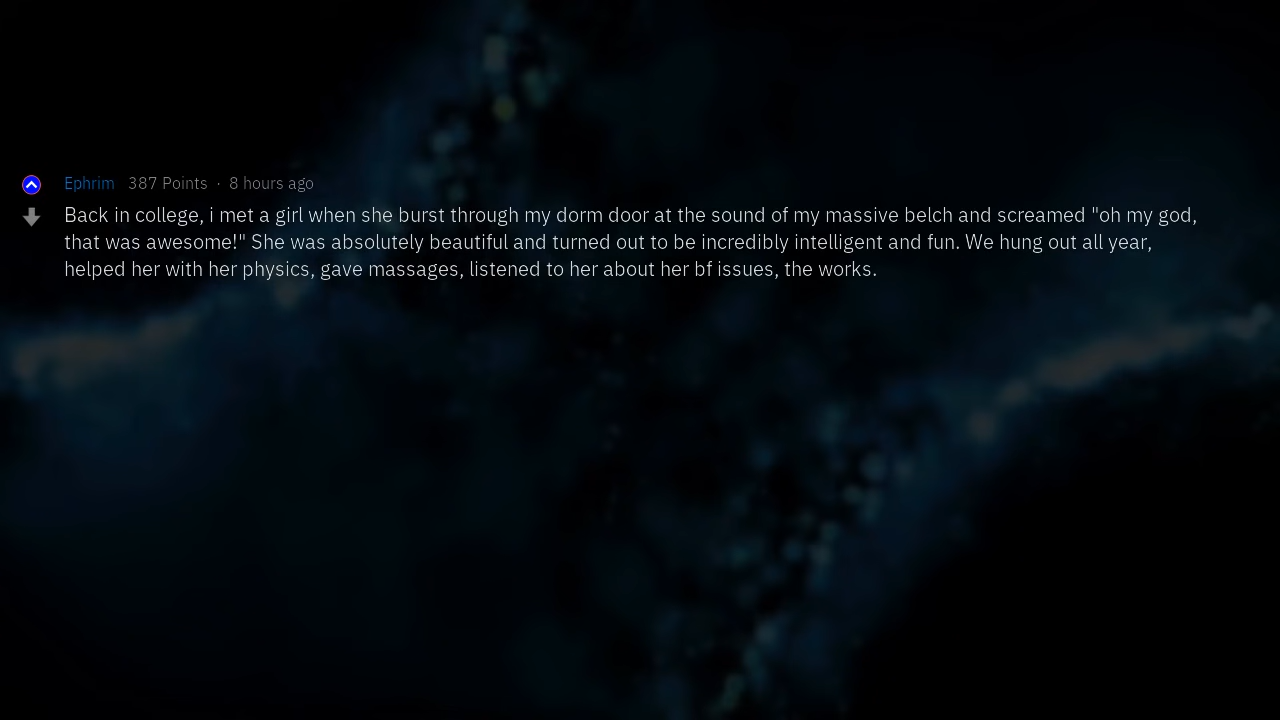 Ephrim 387 Points · 8 hours ago
Back in college, i met a girl when she burst through my dorm door at the sound of my massive belch and screamed "oh my god,
that was awesome!" She was absolutely beautiful and turned out to be incredibly intelligent and fun. We hung out all year,
helped her with her physics, gave massages, listened to her about her bf issues, the works.